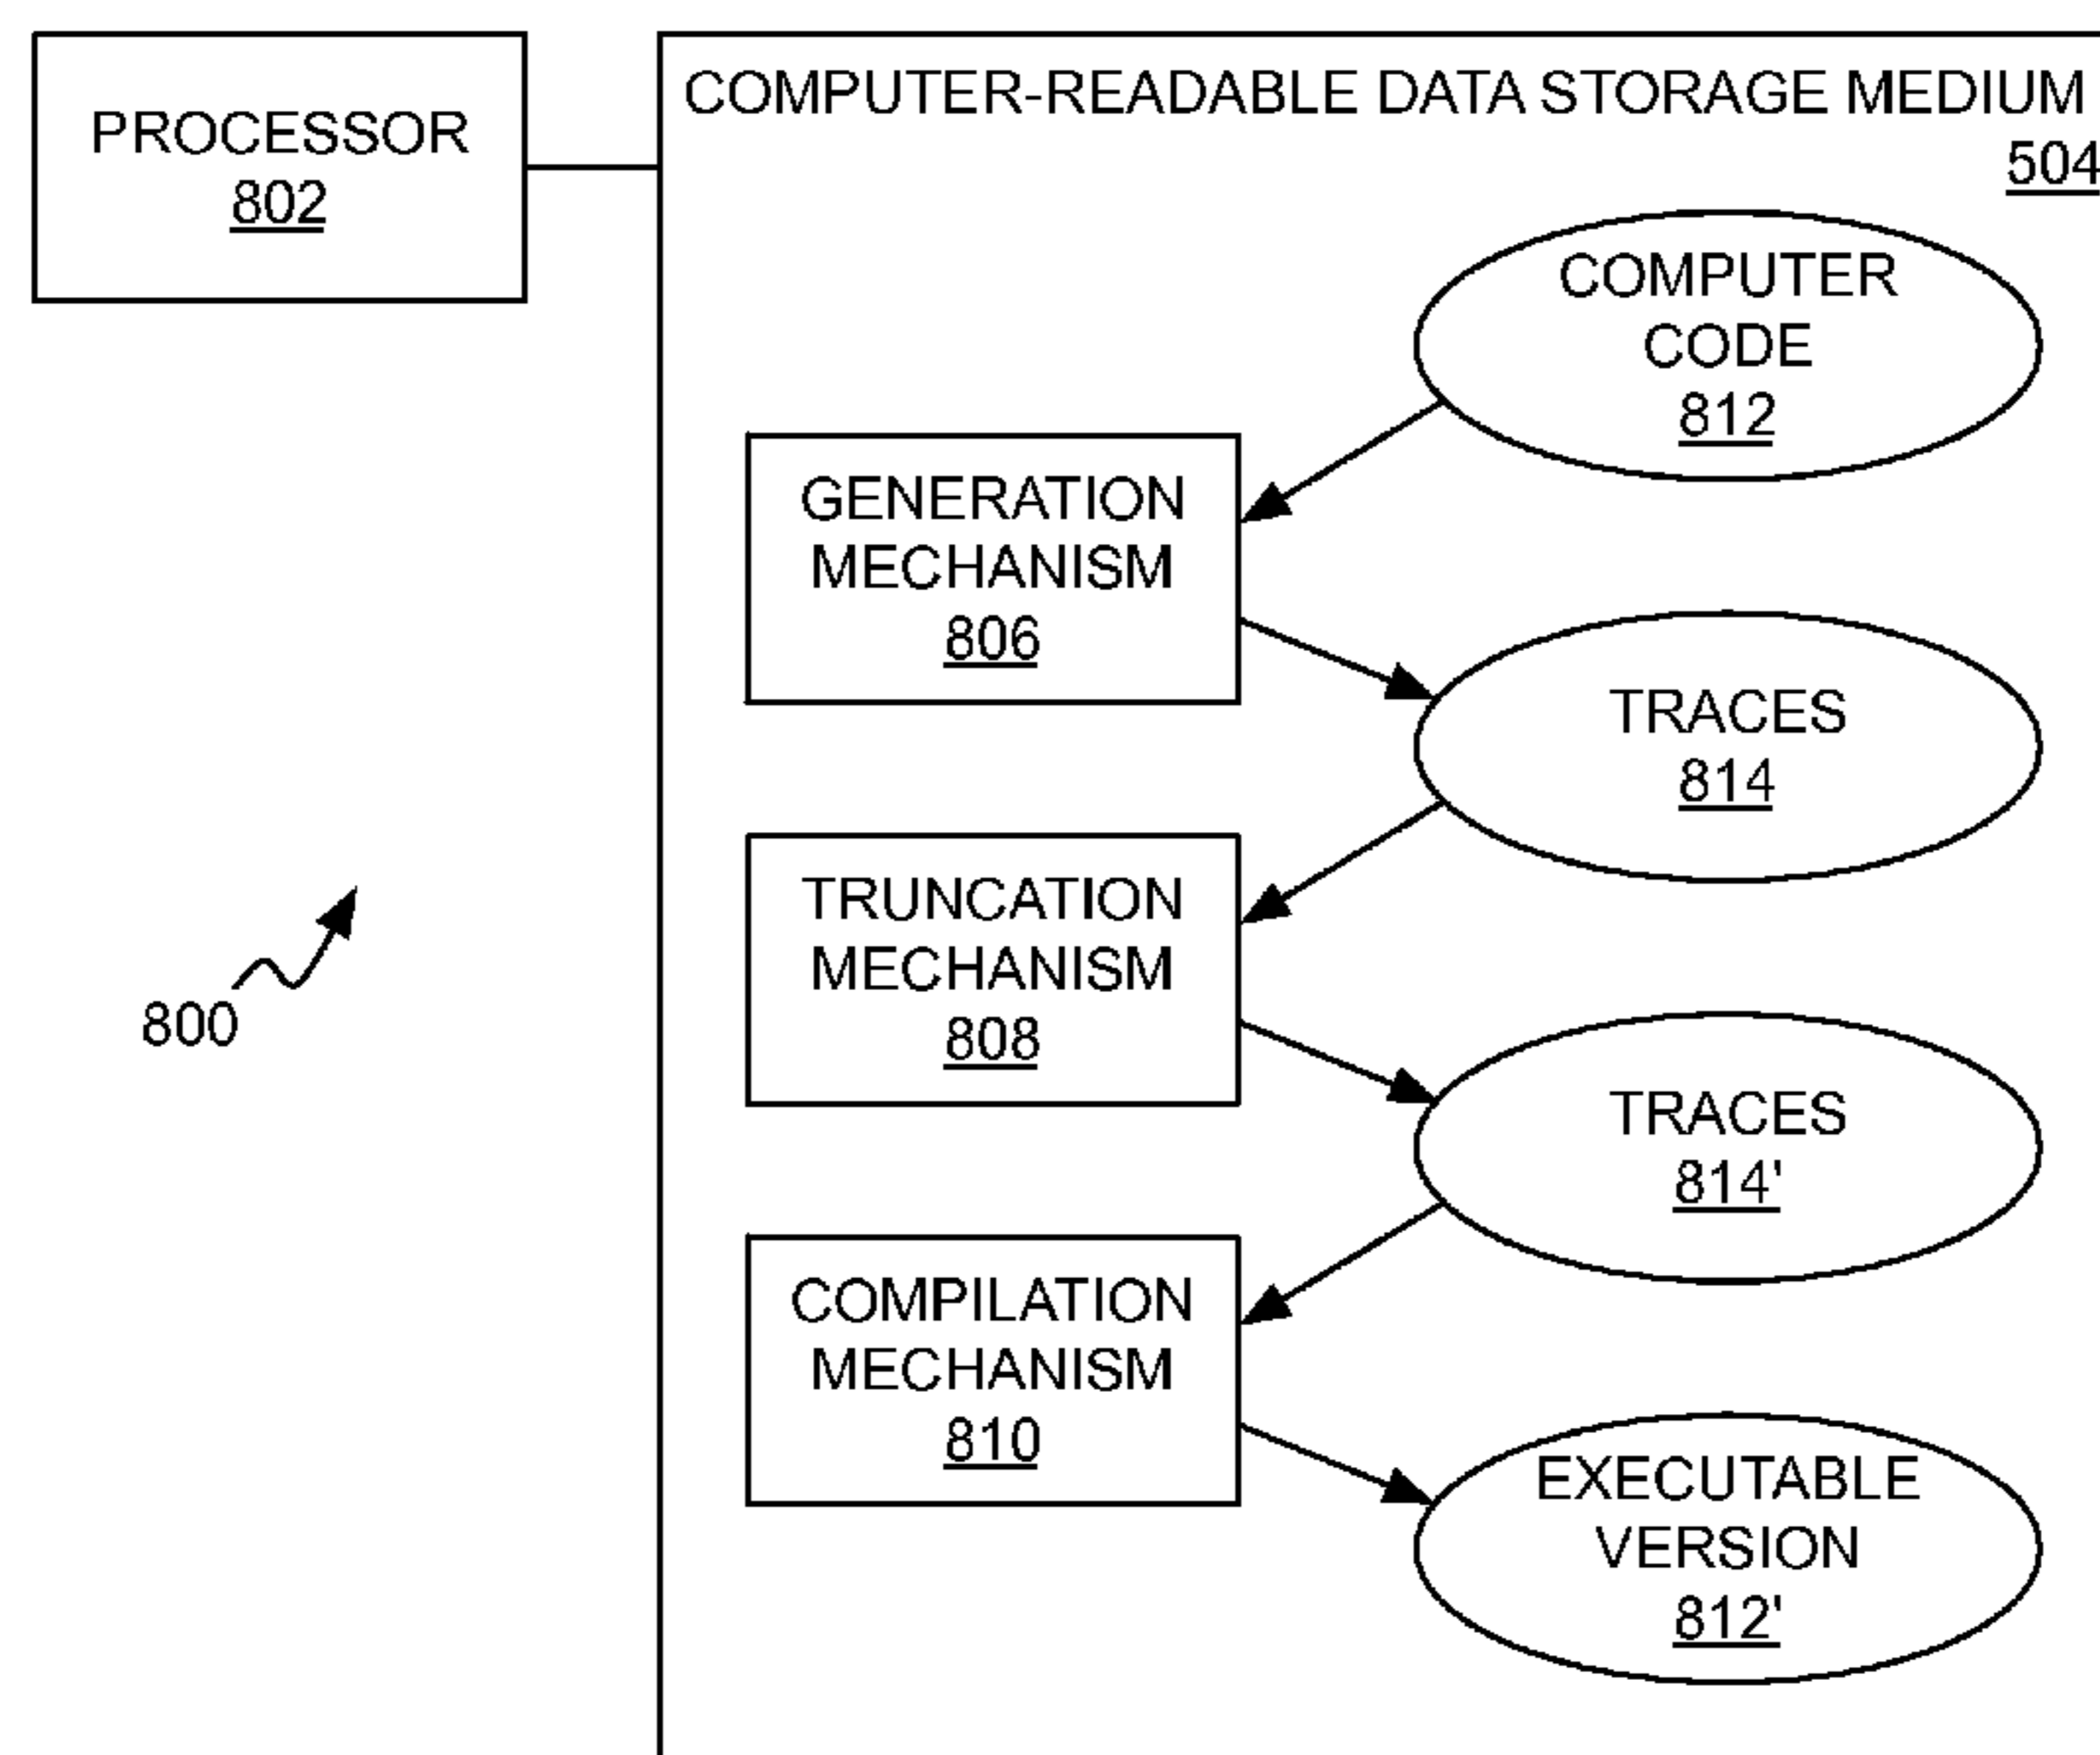 PROCESSOR
802
COMPUTER-READABLE DATA STORAGE MEDIUM
504
COMPUTER
CODE
812
GENERATION
MECHANISM
806
TRACES
814
TRUNCATION
MECHANISM
808
800
TRACES
814'
COMPILATION
MECHANISM
810
EXECUTABLE
VERSION
812'